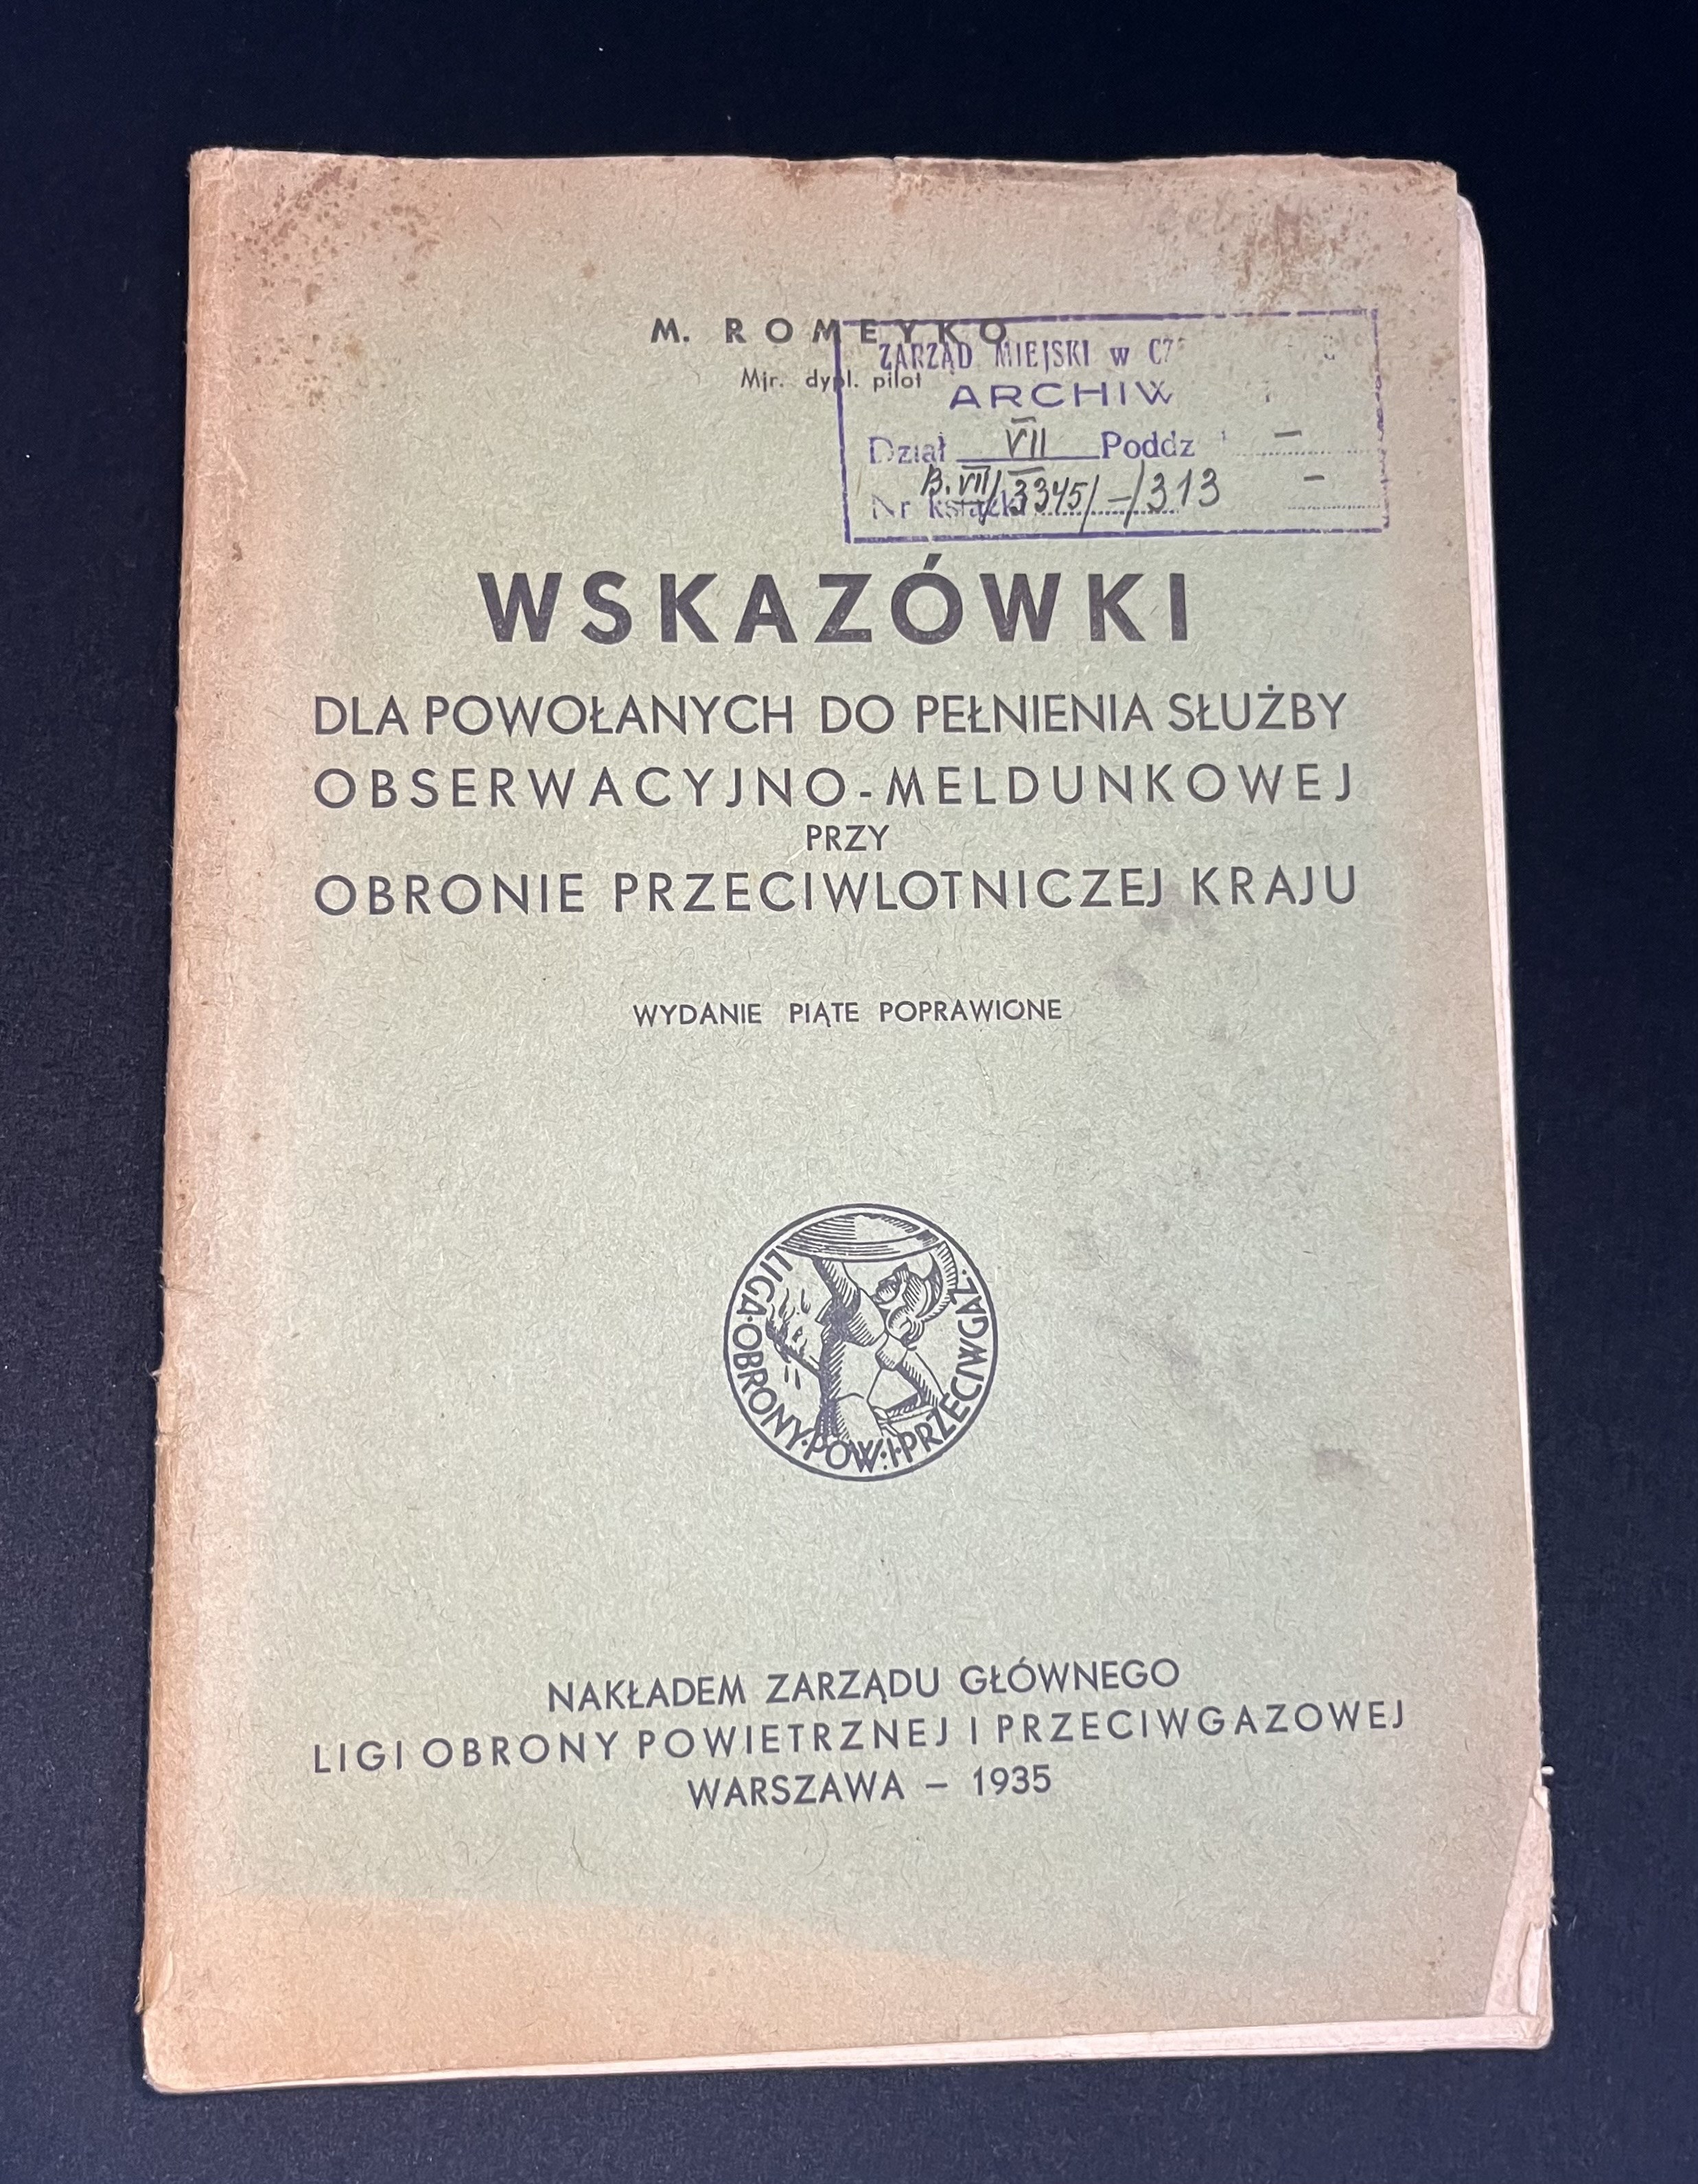 M. ROMEYKO
Mjr. dypl. pilot
ZARZĄD MIEJSKI w
ARCHIW
Dział VII Poddz -
B. VII/3345/-/313 -
Nr książki
WSKAZÓWKI
DLA POWOŁANYCH DO PEŁNIENIA SŁUŻBY
OBSERWACYJNO-MELDUNKOWEJ
PRZY
OBRONIE PRZECIWLOTNICZEJ KRAJU
WYDANIE PIĄTE POPRAWIONE
LIGA·OBRONY·POW:·I·PRZECIWGAZ.:
NAKŁADEM ZARZĄDU GŁÓWNEGO
LIGI OBRONY POWIETRZNEJ I PRZECIWGAZOWEJ
WARSZAWA – 1935